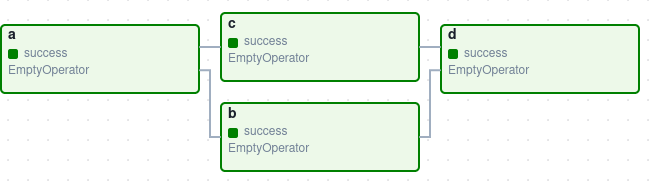 a
success
EmptyOperator
c
success
EmptyOperator
b
success
EmptyOperator
d
success
EmptyOperator